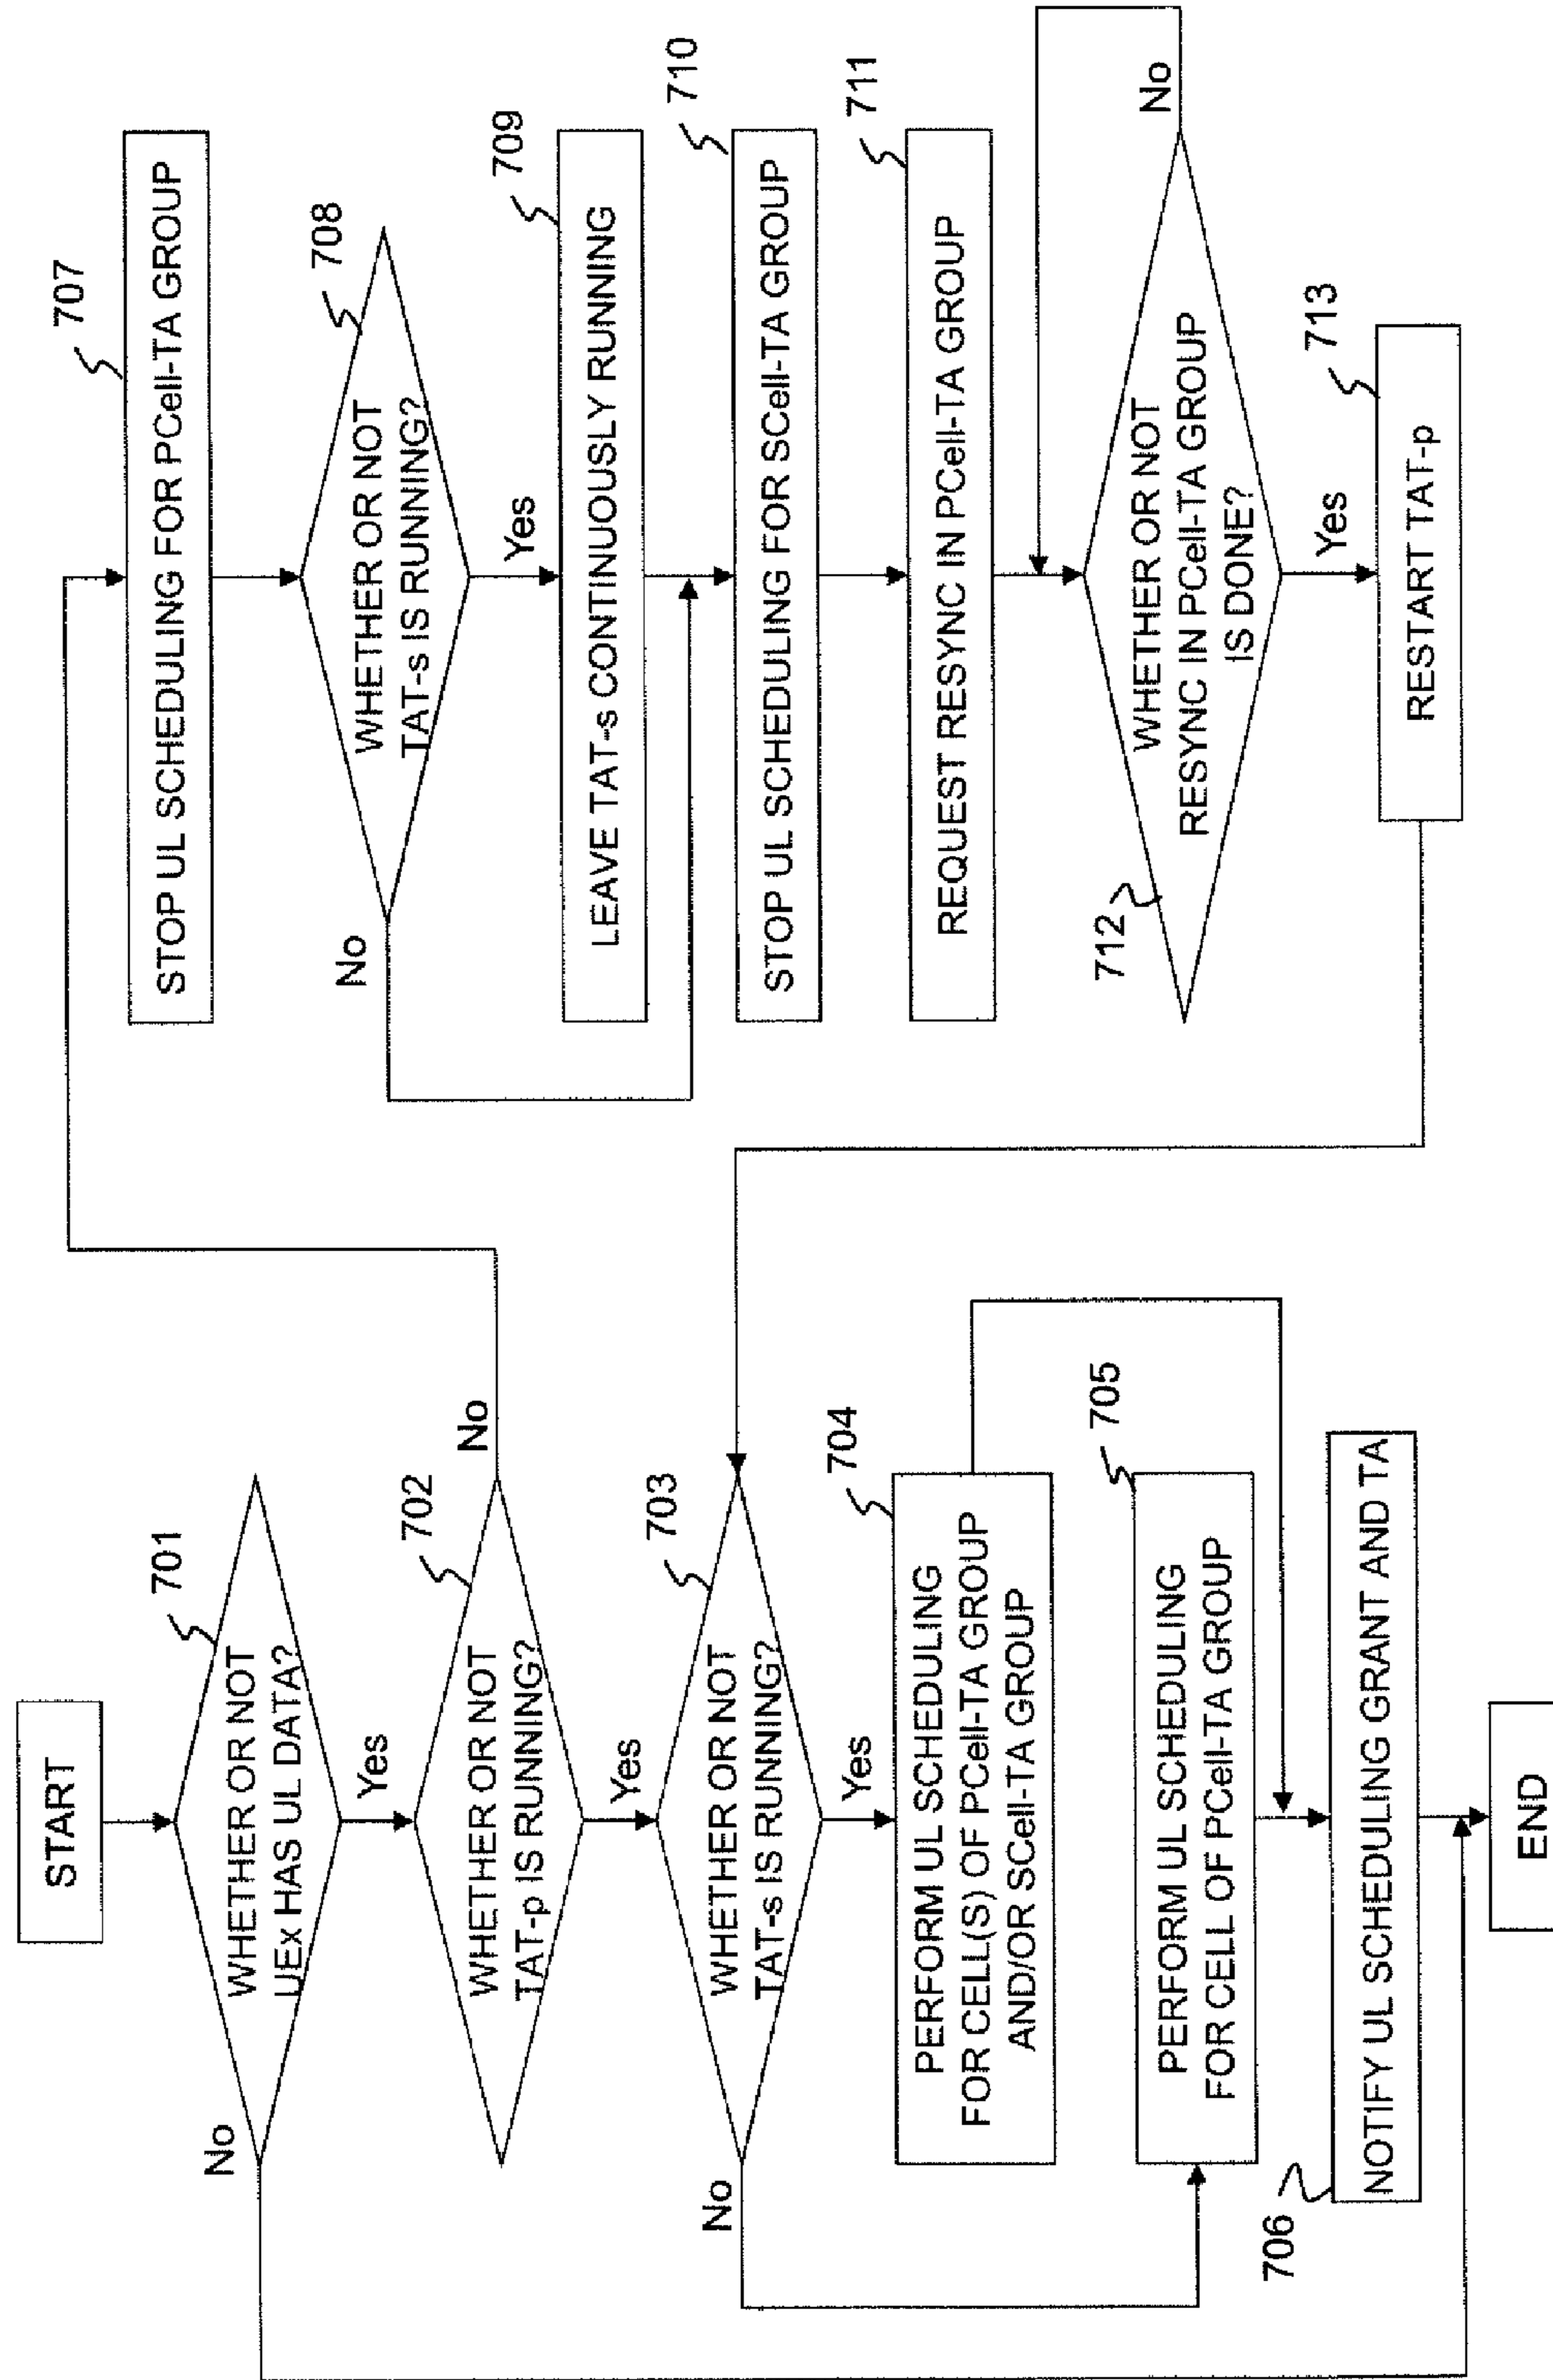 START
701
WHETHER OR NOT
UEx HAS UL DATA?
No
Yes
702
WHETHER OR NOT
TAT-p IS RUNNING?
No
Yes
703
WHETHER OR NOT
TAT-s IS RUNNING?
No
Yes
704
PERFORM UL SCHEDULING
FOR CELL(S) OF PCell-TA GROUP
AND/OR SCell-TA GROUP
705
PERFORM UL SCHEDULING
FOR CELL OF PCell-TA GROUP
706
NOTIFY UL SCHEDULING GRANT AND TA
END
707
STOP UL SCHEDULING FOR PCell-TA GROUP
708
WHETHER OR NOT
TAT-s IS RUNNING?
No
Yes
709
LEAVE TAT-s CONTINUOUSLY RUNNING
710
STOP UL SCHEDULING FOR SCell-TA GROUP
711
REQUEST RESYNC IN PCell-TA GROUP
712
WHETHER OR NOT
RESYNC IN PCell-TA GROUP
IS DONE?
No
Yes
713
RESTART TAT-p